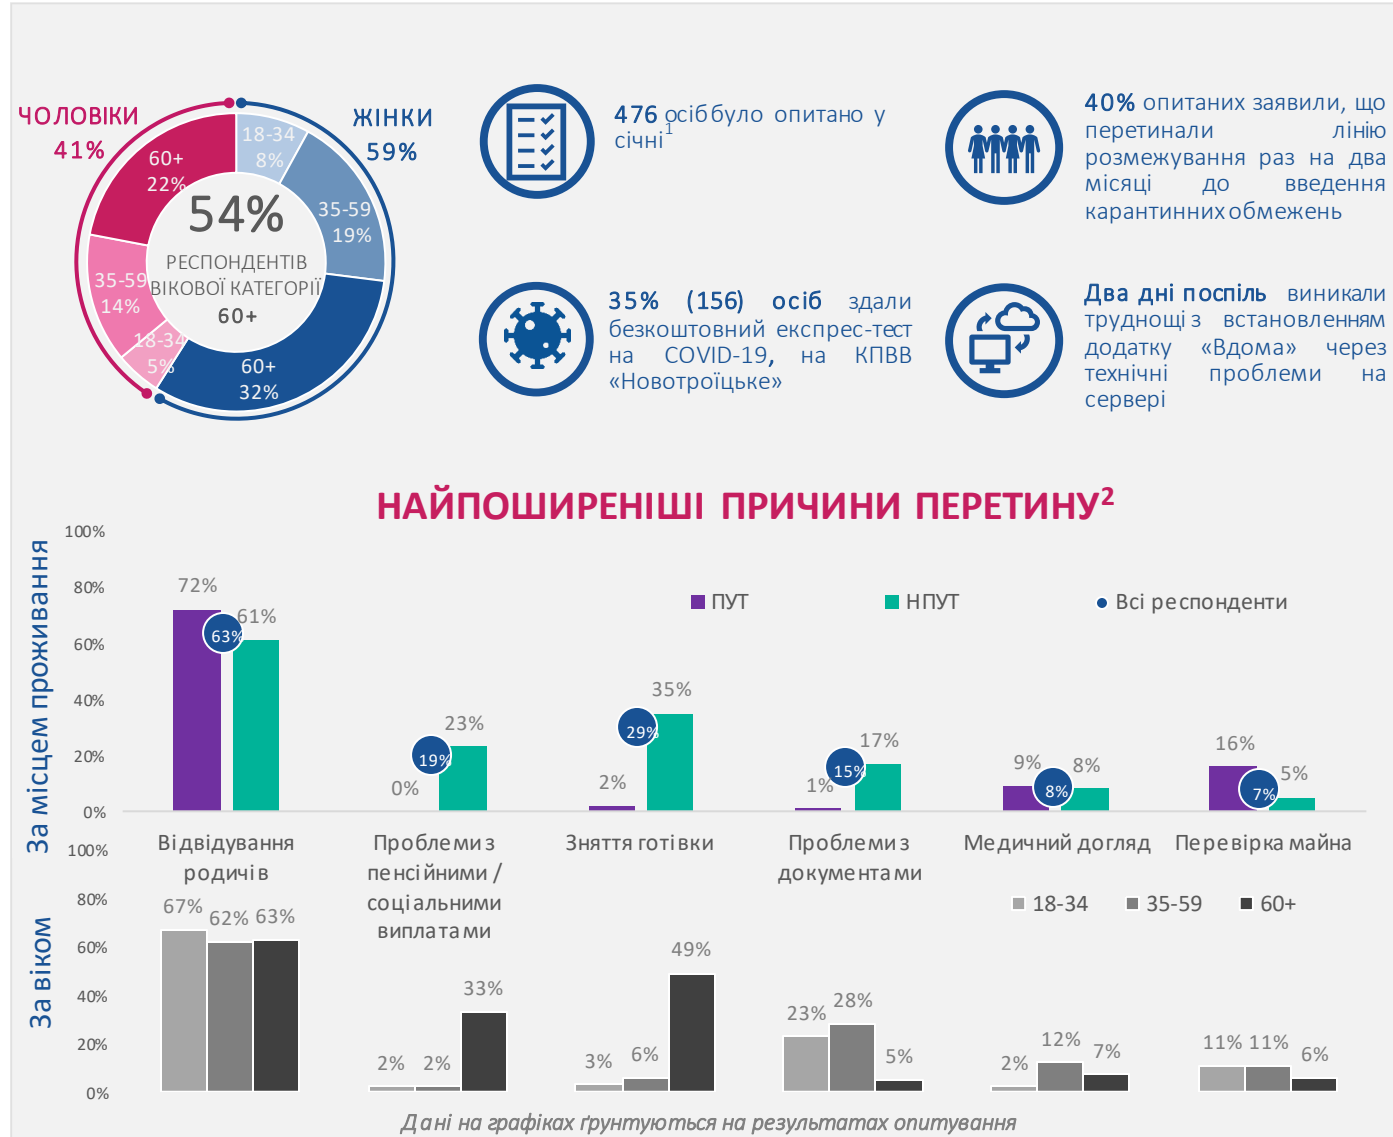 ЧОЛОВІКИ
41%
ЖІНКИ
59%
18-34
8%
35-59
19%
60+
32%
18-34
5%
35-59
14%
60+
22%
54%
РЕСПОНДЕНТІВ
ВІКОВОЇ КАТЕГОРІЇ
60+
476 осіб було опитано у
січні1
40% опитаних заявили, що
перетинали лінію
розмежування раз на два
місяці до введення
карантинних обмежень
35% (156) осіб здали
безкоштовний експрес-тест
на COVID-19, на КПВВ
«Новотроїцьке»
Два дні поспіль виникали
труднощі з встановленням
додатку «Вдома» через
технічні проблеми на
сервері
НАЙПОШИРЕНІШІ ПРИЧИНИ ПЕРЕТИНУ2
За місцем проживання
100%
80%
60%
40%
20%
0%
ПУТ
НПУТ
Всі респонденти
72%
63%
61%
0%
19%
23%
2%
29%
35%
1%
15%
17%
9%
8%
8%
16%
7%
5%
Відвідування
родичів
Проблеми з
пенсійними /
соціальними
виплатами
Зняття готівки
Проблеми з
документами
Медичний догляд
Перевірка майна
За віком
100%
80%
60%
40%
20%
0%
18-34
35-59
60+
67%
62%
63%
2%
2%
33%
3%
6%
49%
23%
28%
5%
2%
12%
7%
11%
11%
6%
Дані на графіках ґрунтуються на результатах опитування